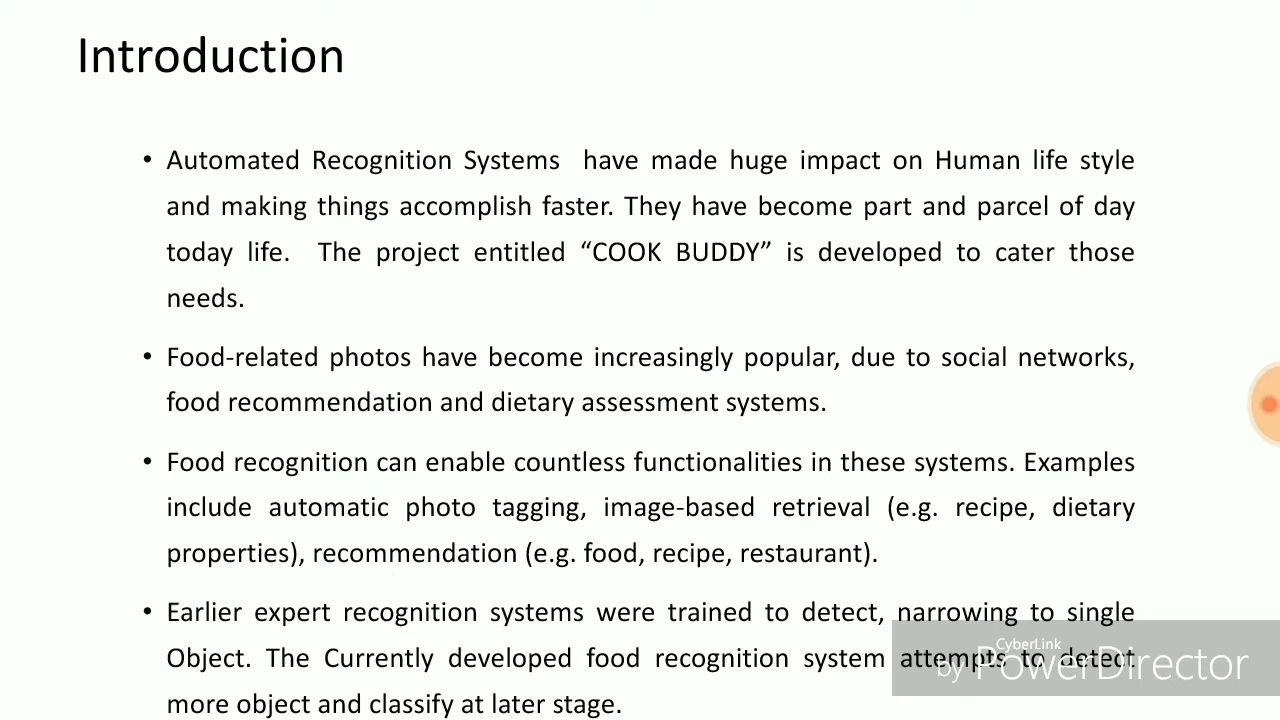 Introduction
• Automated Recognition Systems have made huge impact on Human life style
and making things accomplish faster. They have become part and parcel of day
today life. The project entitled “COOK BUDDY” is developed to cater those
needs.
• Food-related photos have become increasingly popular, due to social networks,
food recommendation and dietary assessment systems.
• Food recognition can enable countless functionalities in these systems. Examples
include automatic photo tagging, image-based retrieval (e.g. recipe, dietary
properties), recommendation (e.g. food, recipe, restaurant).
• Earlier expert recognition systems were trained to detect, narrowing to single
Object. The Currently developed food recognition system attempts to detect
more object and classify at later stage.
CyberLink
by PowerDirector